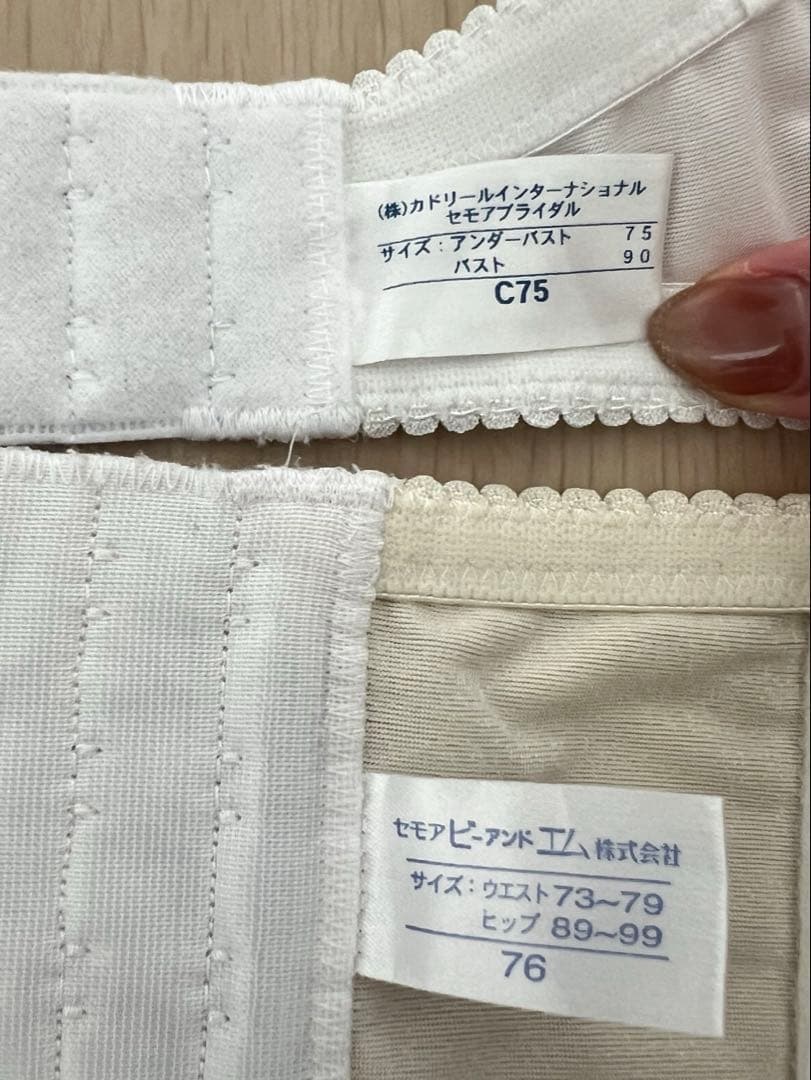 (株)カドリールインターナショナル
セモアブライダル
サイズ：アンダーバスト 75
バスト 90
C75
セモアビーアンドエム株式会社
サイズ：ウエスト73～79
ヒップ 89～99
76